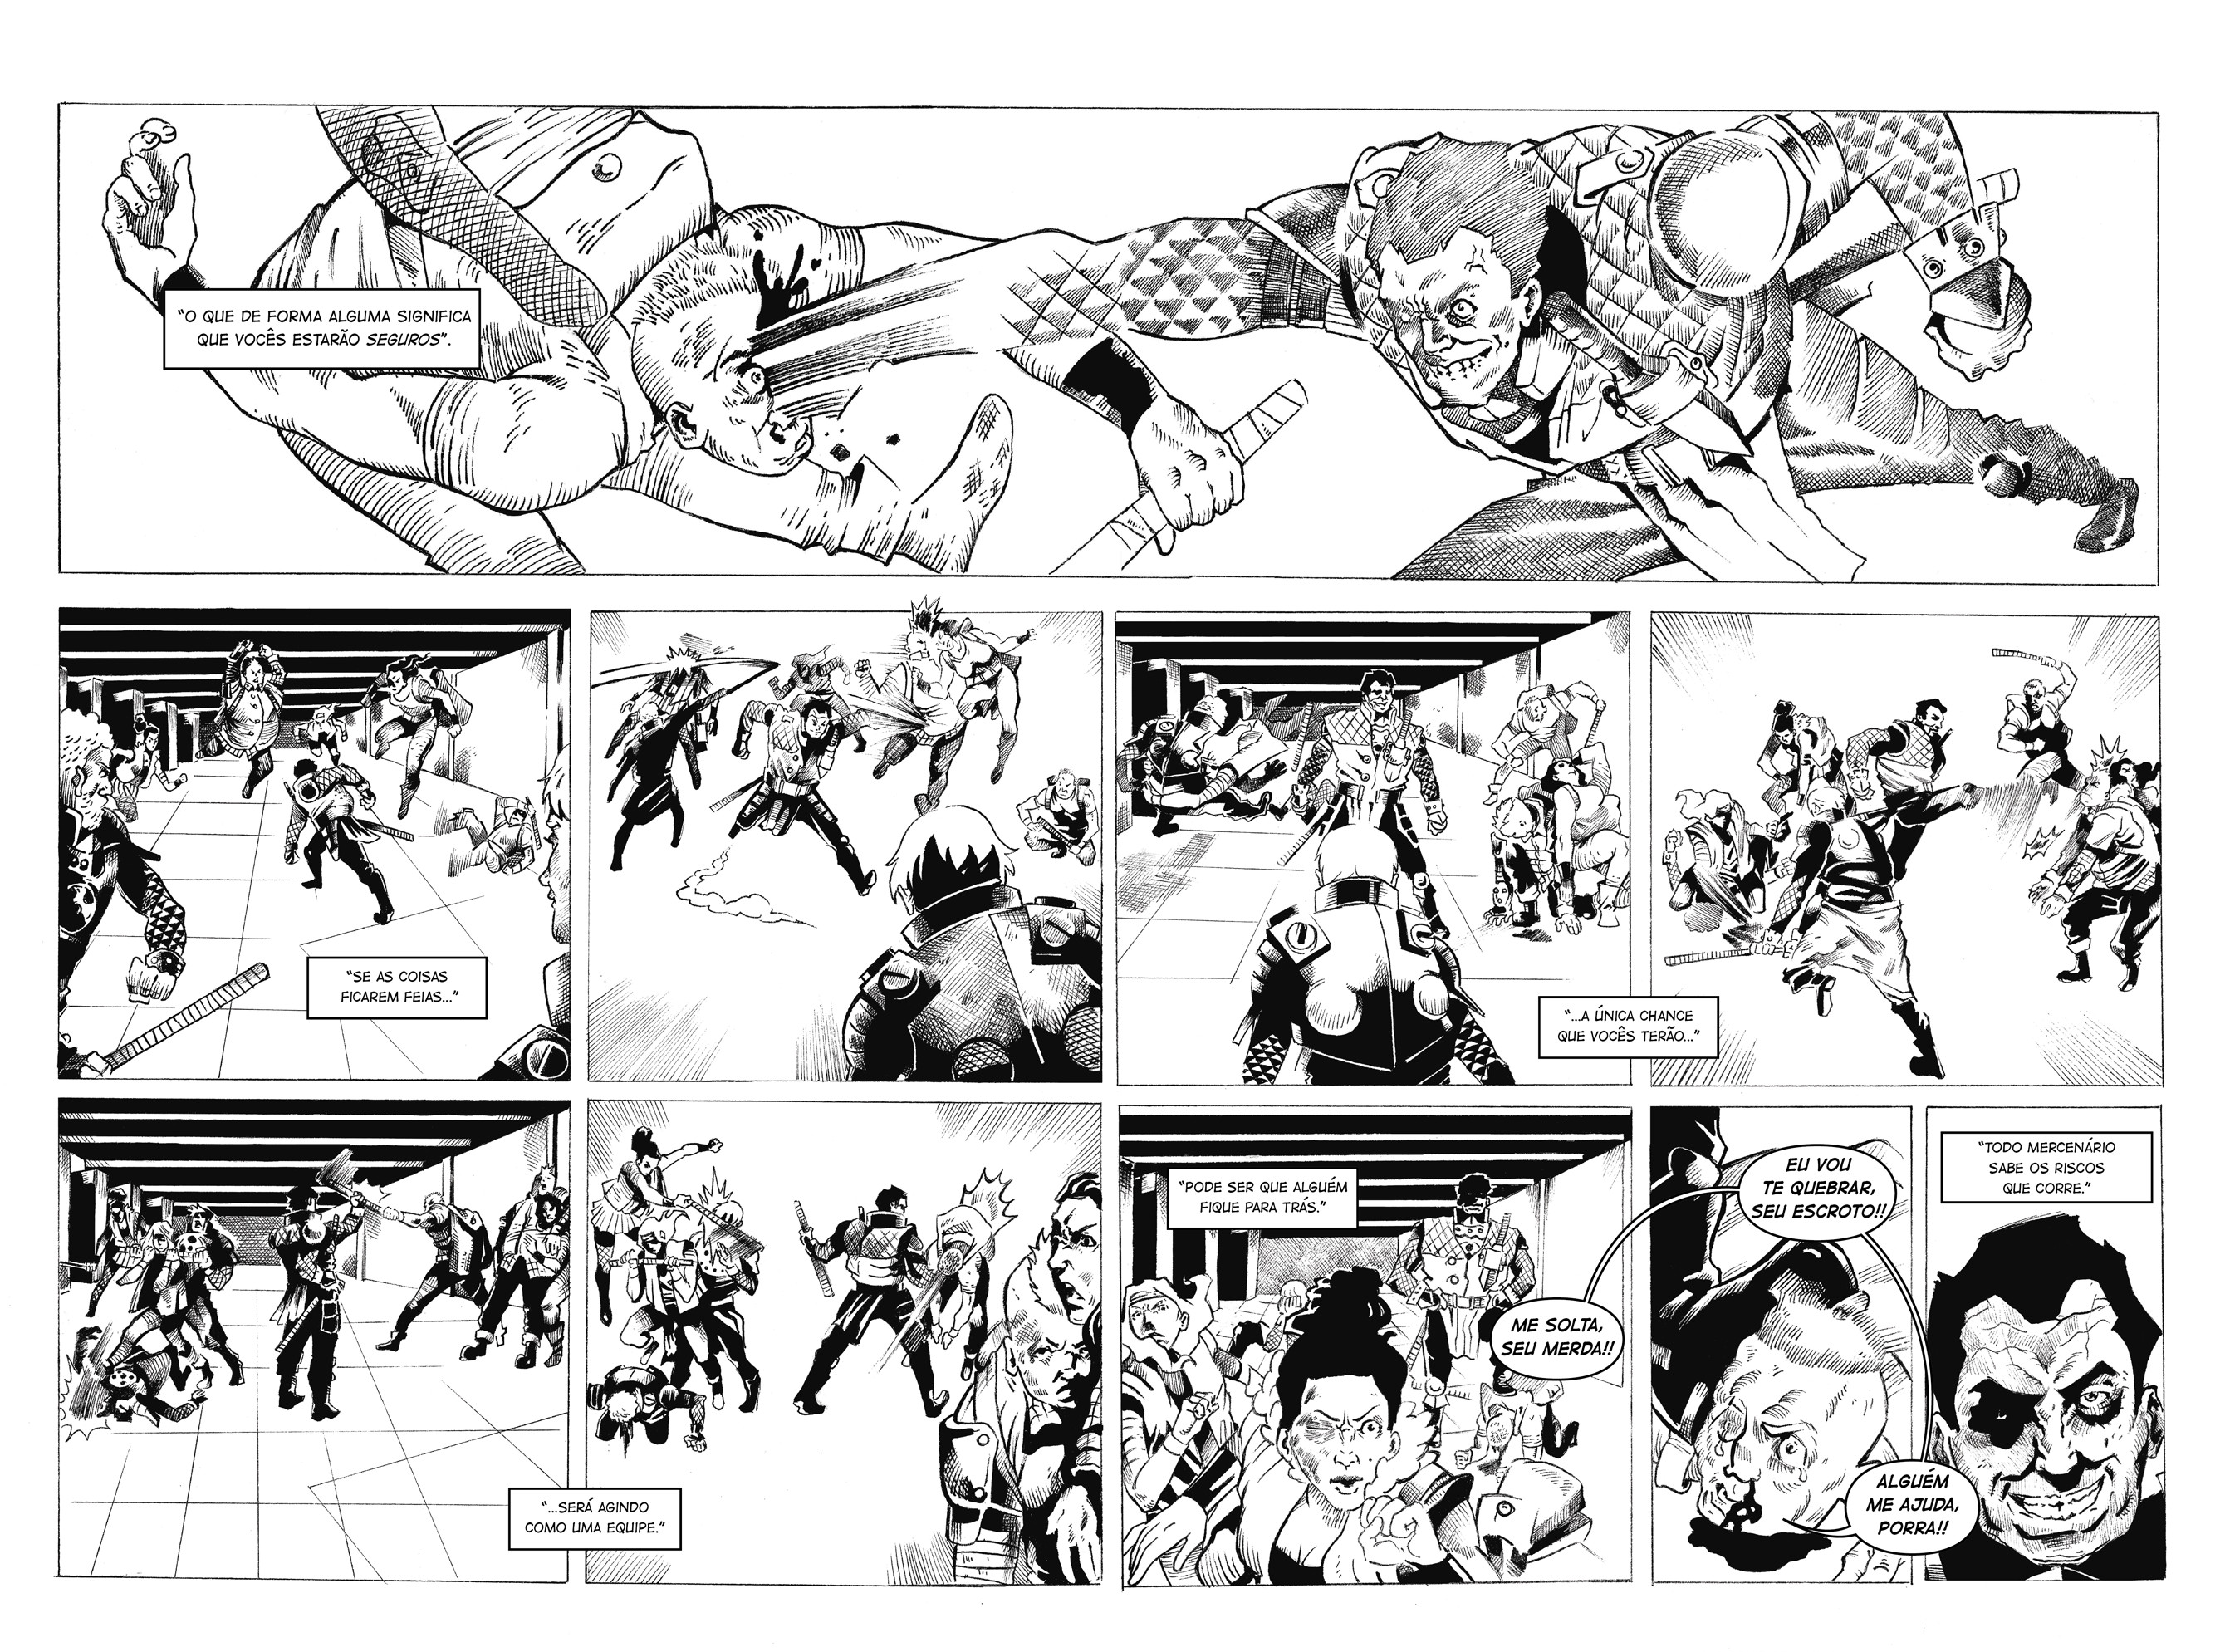 “O QUE DE FORMA ALGUMA SIGNIFICA
QUE VOCÊS ESTARÃO SEGUROS”.
“SE AS COISAS
FICAREM FEIAS...”
“...A ÚNICA CHANCE
QUE VOCÊS TERÃO...”
“...SERÁ AGINDO
COMO UMA EQUIPE.”
“PODE SER QUE ALGUÉM
FIQUE PARA TRÁS.”
ME SOLTA,
SEU MERDA!!
EU VOU
TE QUEBRAR,
SEU ESCROTO!!
ALGUÉM
ME AJUDA,
PORRA!!
“TODO MERCENÁRIO
SABE OS RISCOS
QUE CORRE.”